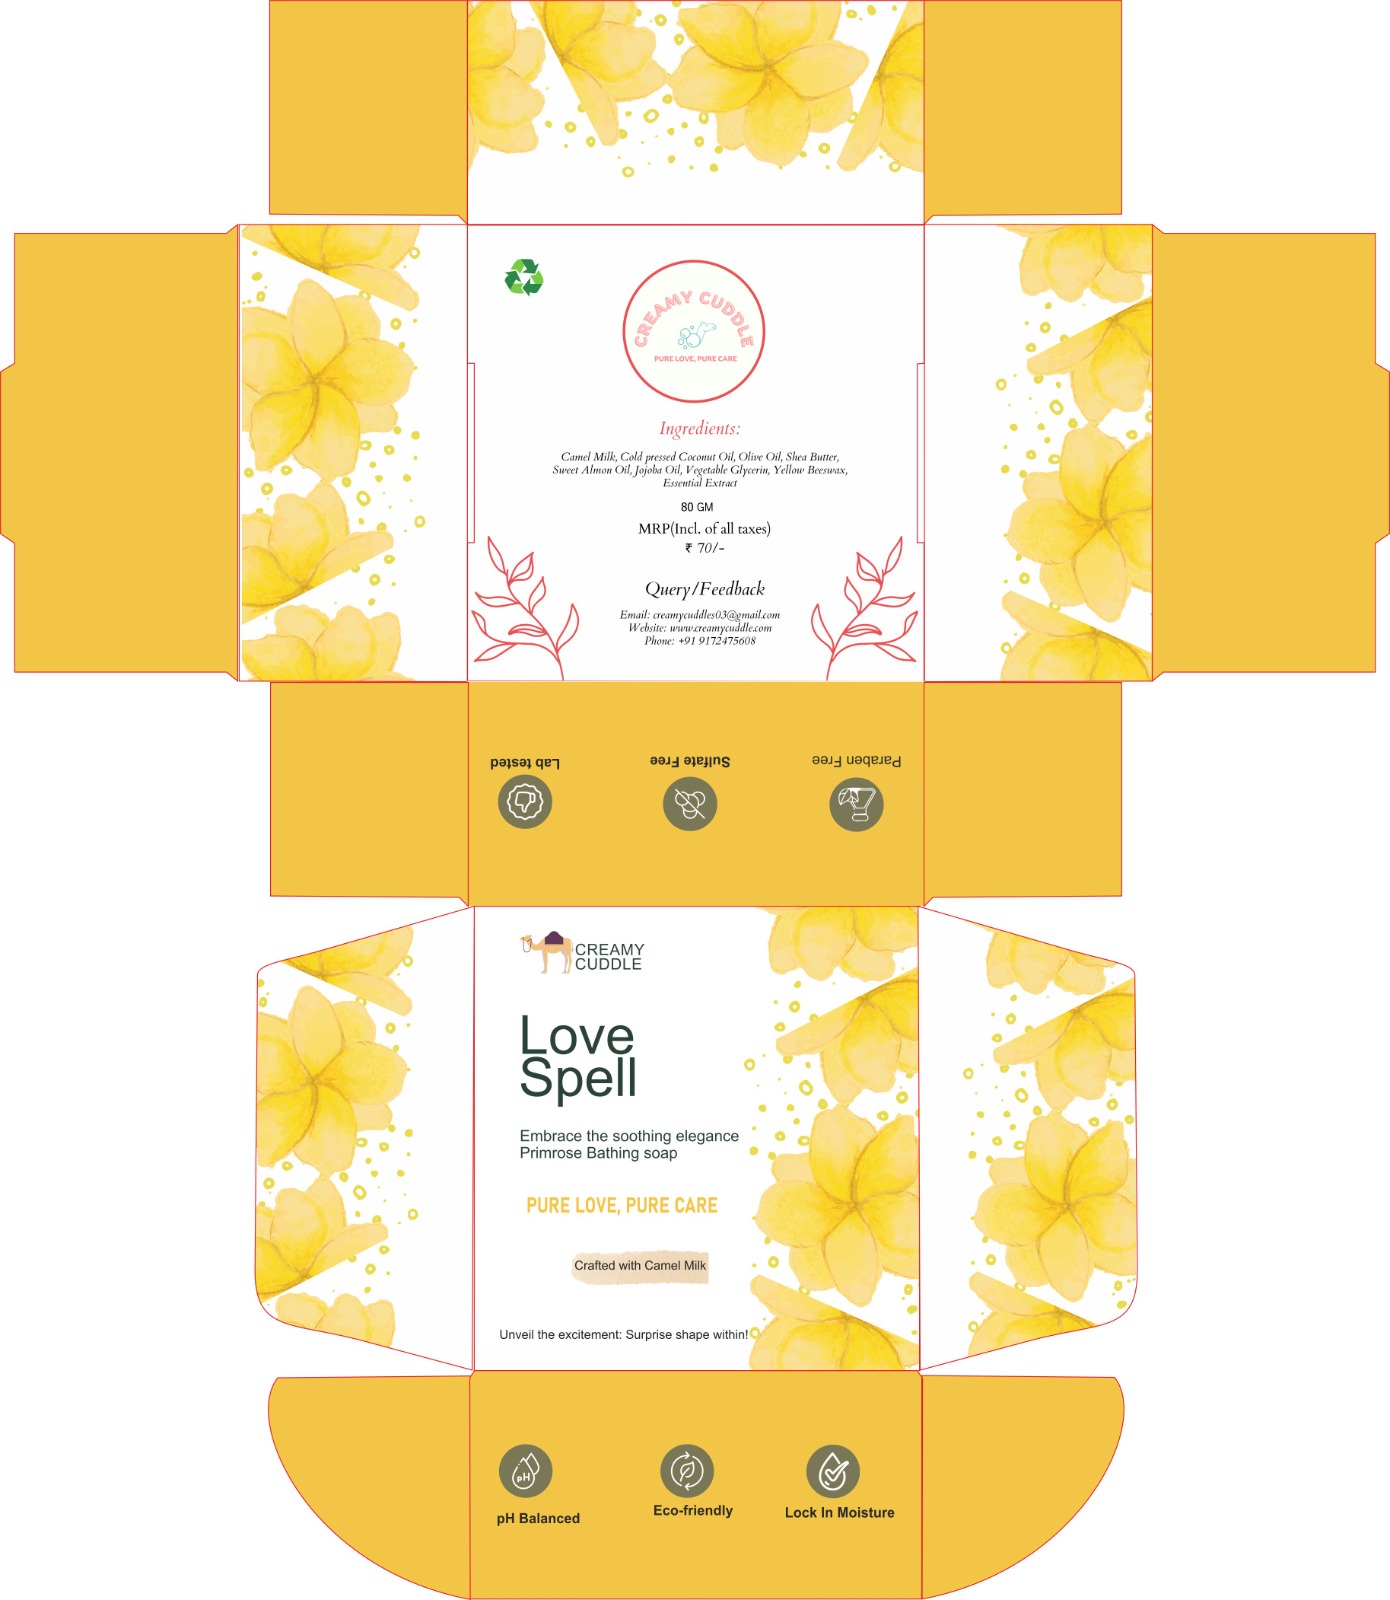 CREAMY CUDDLE
PURE LOVE, PURE CARE
Ingredients:
Camel Milk, Cold pressed Coconut Oil, Olive Oil, Shea Butter,
Sweet Almon Oil, Jojoba Oil, Vegetable Glycerin, Yellow Beeswax,
Essential Extract
80 GM
MRP(Incl. of all taxes)
₹ 70/-
Query/Feedback
Email: creamycuddles03@gmail.com
Website: www.creamycuddle.com
Phone: +91 9172475608
Lab tested
Sulfate Free
Paraben Free
CREAMY
CUDDLE
Love
Spell
Embrace the soothing elegance
Primrose Bathing soap
PURE LOVE, PURE CARE
Crafted with Camel Milk
Unveil the excitement: Surprise shape within!
pH
pH Balanced
Eco-friendly
Lock In Moisture